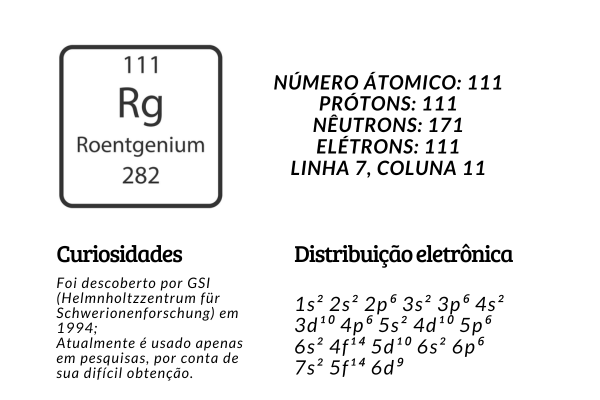 111
Rg
Roentgenium
282
NÚMERO ÁTOMICO: 111
PRÓTONS: 111
NÊUTRONS: 171
ELÉTRONS: 111
LINHA 7, COLUNA 11
Curiosidades
Foi descoberto por GSI
(Helmnholtzzentrum für
Schwerionenforschung) em
1994;
Atualmente é usado apenas
em pesquisas, por conta de
sua difícil obtenção.
Distribuição eletrônica
1s² 2s² 2p⁶ 3s² 3p⁶ 4s²
3d¹⁰ 4p⁶ 5s² 4d¹⁰ 5p⁶
6s² 4f¹⁴ 5d¹⁰ 6s² 6p⁶
7s² 5f¹⁴ 6d⁹